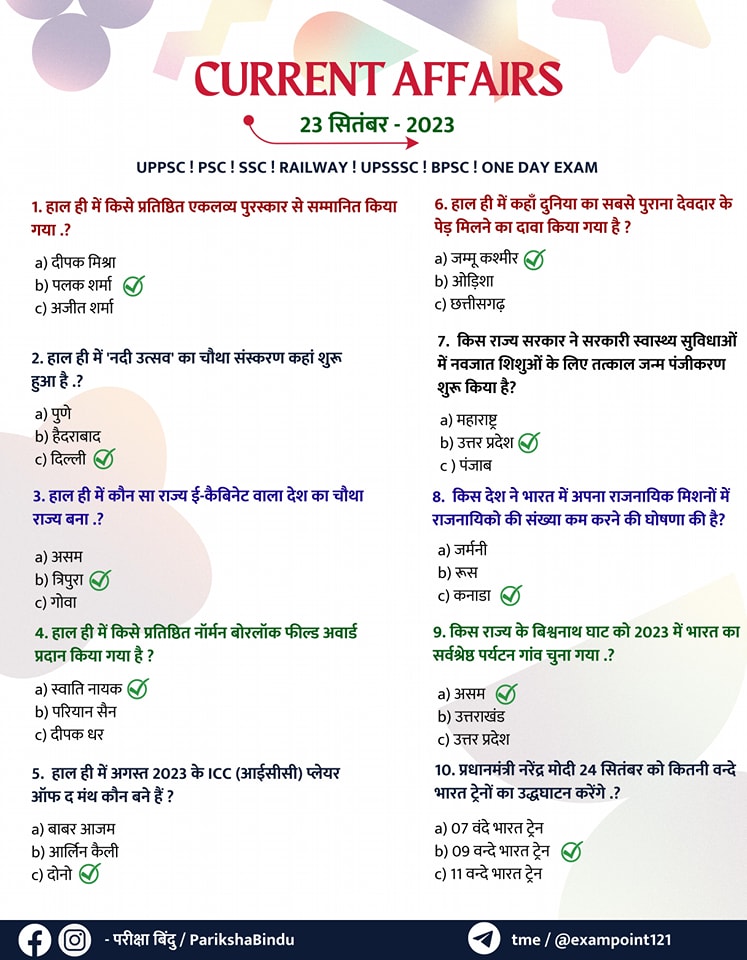 CURRENT AFFAIRS
23 सितंबर - 2023
UPPSC ! PSC ! SSC ! RAILWAY ! UPSSSC ! BPSC ! ONE DAY EXAM
1. हाल ही में किसे प्रतिष्ठित एकलव्य पुरस्कार से सम्मानित किया
गया .?
a) दीपक मिश्रा
b) पलक शर्मा
c) अजीत शर्मा
2. हाल ही में 'नदी उत्सव' का चौथा संस्करण कहां शुरू
हुआ है .?
a) पुणे
b) हैदराबाद
c) दिल्ली
3. हाल ही में कौन सा राज्य ई-कैबिनेट वाला देश का चौथा
राज्य बना .?
a) असम
b) त्रिपुरा
c) गोवा
4. हाल ही में किसे प्रतिष्ठित नॉर्मन बोरलॉक फील्ड अवार्ड
प्रदान किया गया है ?
a) स्वाति नायक
b) परियान सैन
c) दीपक धर
5. हाल ही में अगस्त 2023 के ICC (आईसीसी) प्लेयर
ऑफ द मंथ कौन बने हैं ?
a) बाबर आजम
b) आर्लिन कैली
c) दोनो
6. हाल ही में कहाँ दुनिया का सबसे पुराना देवदार के
पेड़ मिलने का दावा किया गया है ?
a) जम्मू कश्मीर
b) ओड़िशा
c) छत्तीसगढ़
7. किस राज्य सरकार ने सरकारी स्वास्थ्य सुविधाओं
में नवजात शिशुओं के लिए तत्काल जन्म पंजीकरण
शुरू किया है?
a) महाराष्ट्र
b) उत्तर प्रदेश
c ) पंजाब
8. किस देश ने भारत में अपना राजनायिक मिशनों में
राजनायिको की संख्या कम करने की घोषणा की है?
a) जर्मनी
b) रूस
c) कनाडा
9. किस राज्य के बिश्वनाथ घाट को 2023 में भारत का
सर्वश्रेष्ठ पर्यटन गांव चुना गया .?
a) असम
b) उत्तराखंड
c) उत्तर प्रदेश
10. प्रधानमंत्री नरेंद्र मोदी 24 सितंबर को कितनी वन्दे
भारत ट्रेनों का उद्धघाटन करेंगे .?
a) 07 वंदे भारत ट्रेन
b) 09 वन्दे भारत ट्रेन
c) 11 वन्दे भारत ट्रेन
- परीक्षा बिंदु / ParikshaBindu
tme / @exampoint121